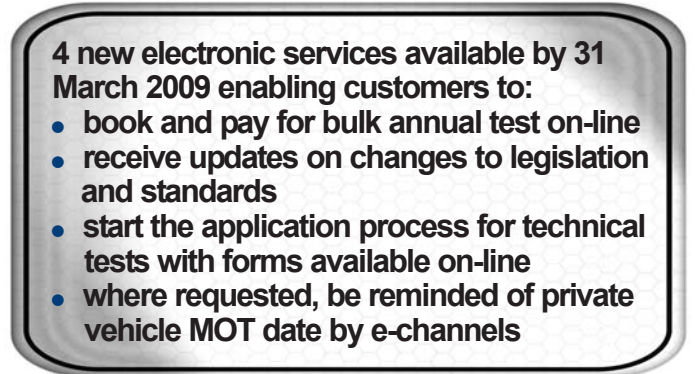 4 new electronic services available by 31
March 2009 enabling customers to:
• book and pay for bulk annual test on-line
• receive updates on changes to legislation
and standards
• start the application process for technical
tests with forms available on-line
• where requested, be reminded of private
vehicle MOT date by e-channels